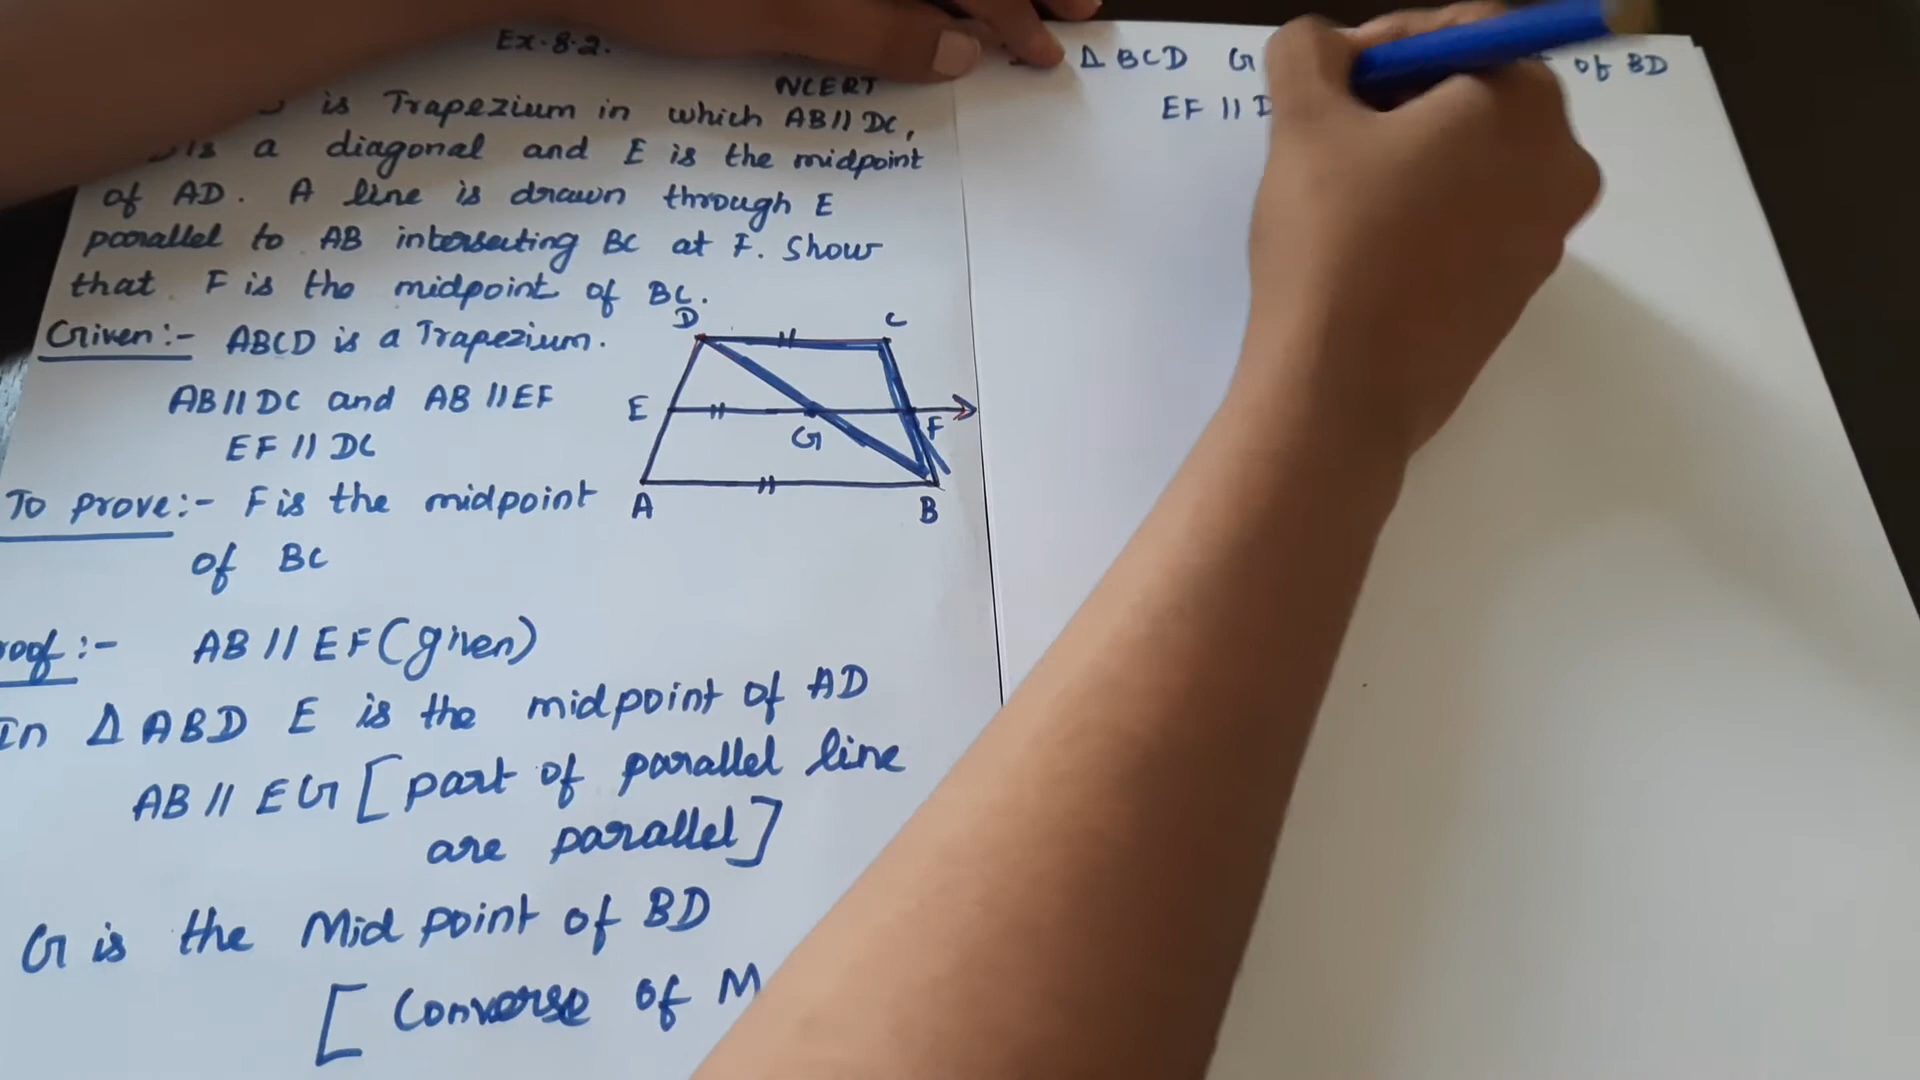 Ex. 8.2.
NCERT
is Trapezium in which AB || DC,
is a diagonal and E is the midpoint
of AD. A line is drawn through E
parallel to AB intersecting BC at F. Show
that F is the midpoint of BC.
Given :- ABCD is a Trapezium.
AB || DC and AB || EF
EF || DC
To prove :- F is the midpoint
of BC
D C
E G F
A B
roof :- AB || EF (given)
In Δ ABD E is the midpoint of AD
AB || EG [part of parallel line
are parallel]
G is the Mid point of BD
[Converse of M
Δ BCD G of BD
EF || D